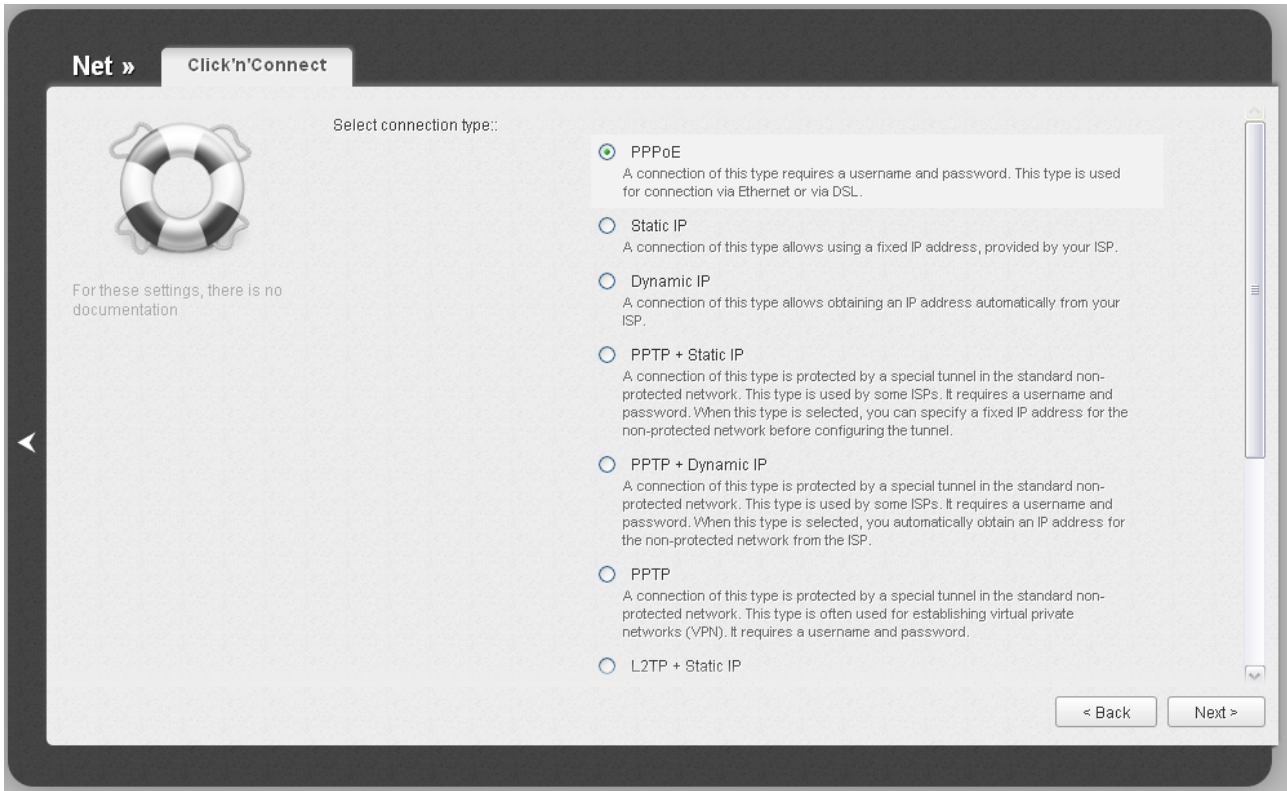 Net »
Click'n'Connect
Select connection type::
PPPoE
A connection of this type requires a username and password. This type is used
for connection via Ethernet or via DSL.
Static IP
A connection of this type allows using a fixed IP address, provided by your ISP.
For these settings, there is no
documentation
Dynamic IP
A connection of this type allows obtaining an IP address automatically from your
ISP.
PPTP + Static IP
A connection of this type is protected by a special tunnel in the standard non-
protected network. This type is used by some ISPs. It requires a username and
password. When this type is selected, you can specify a fixed IP address for the
non-protected network before configuring the tunnel.
PPTP + Dynamic IP
A connection of this type is protected by a special tunnel in the standard non-
protected network. This type is used by some ISPs. It requires a username and
password. When this type is selected, you automatically obtain an IP address for
the non-protected network from the ISP.
PPTP
A connection of this type is protected by a special tunnel in the standard non-
protected network. This type is often used for establishing virtual private
networks (VPN). It requires a username and password.
L2TP + Static IP
< Back
Next >